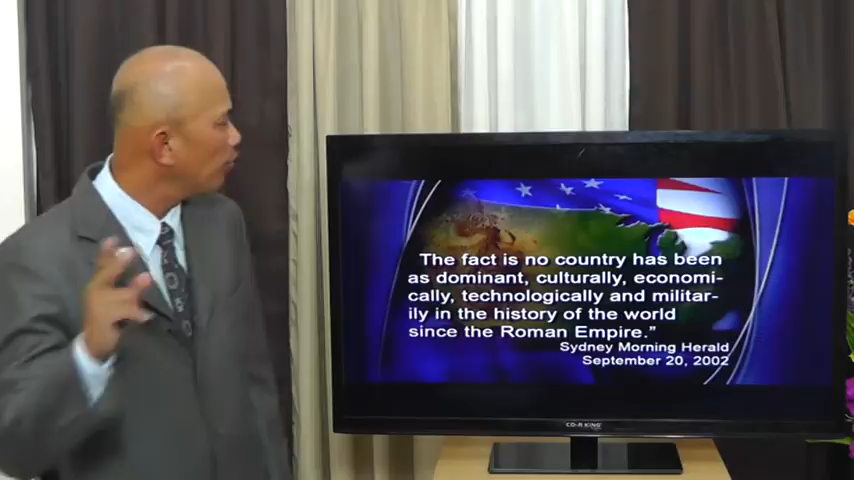 The fact is no country has been
as dominant, culturally, economi-
cally, technologically and militar-
ily in the history of the world
since the Roman Empire.”
Sydney Morning Herald
September 20, 2002